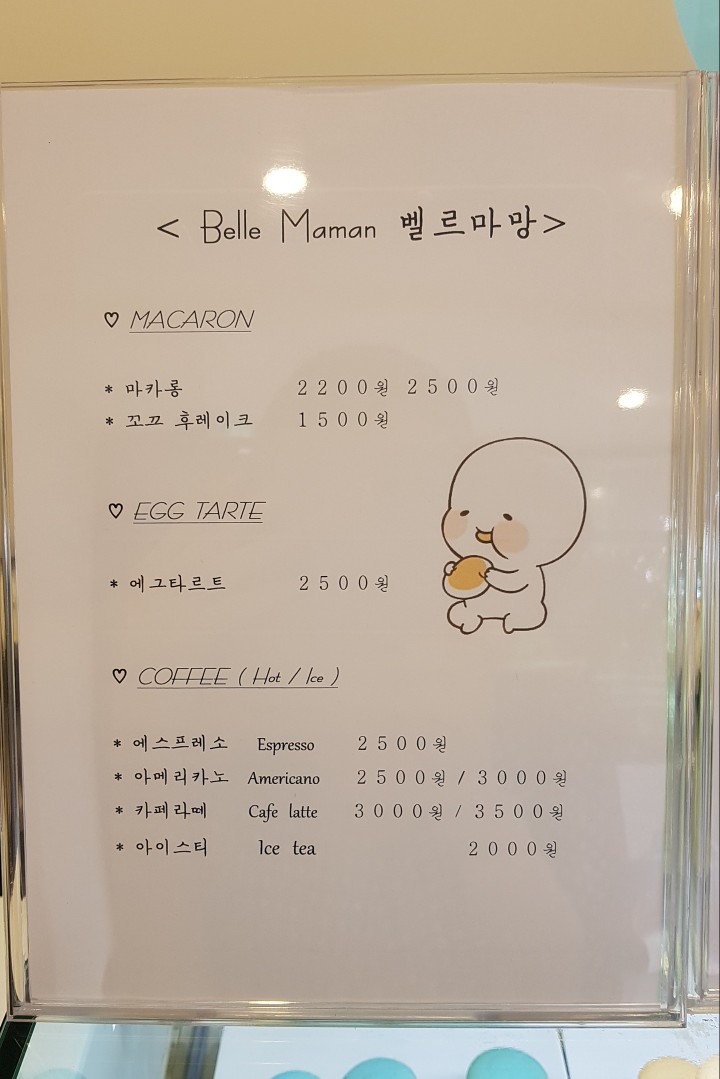 < Belle Maman 벨르마망>
♡ MACARON
* 마카롱 2200원 2500원
* 꼬끄 후레이크 1500원
♡ EGG TARTE
* 에그타르트 2500원
♡ COFFEE ( Hot / Ice )
* 에스프레소 Espresso 2500원
* 아메리카노 Americano 2500원 / 3000원
* 카페라떼 Cafe latte 3000원 / 3500원
* 아이스티 Ice tea 2000원